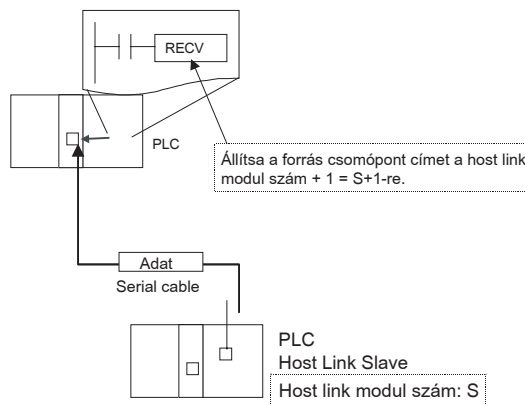 RECV
PLC
Állítsa a forrás csomópont címet a host link
modul szám + 1 = S+1-re.
Adat
Serial cable
PLC
Host Link Slave
Host link modul szám: S